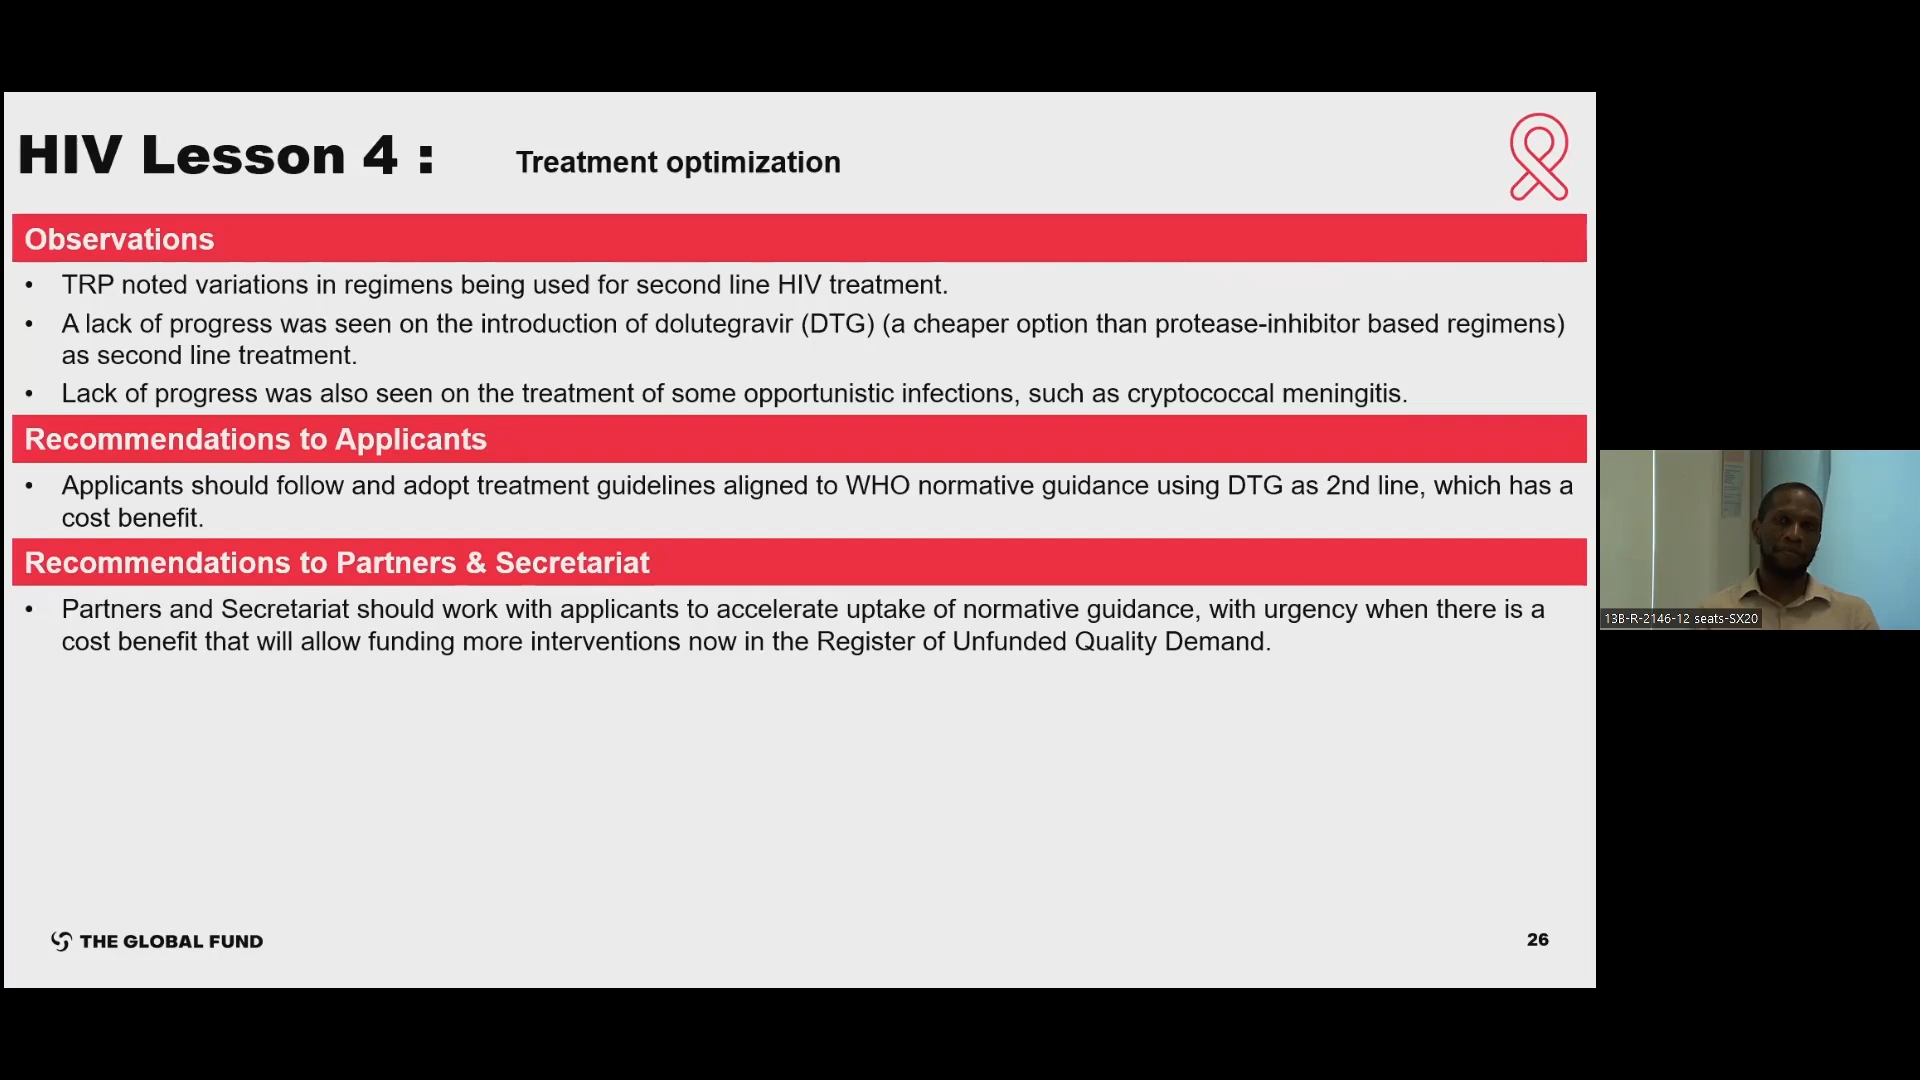 HIV Lesson 4 :
Treatment optimization
Observations
• TRP noted variations in regimens being used for second line HIV treatment.
• A lack of progress was seen on the introduction of dolutegravir (DTG) (a cheaper option than protease-inhibitor based regimens)
as second line treatment.
• Lack of progress was also seen on the treatment of some opportunistic infections, such as cryptococcal meningitis.
Recommendations to Applicants
• Applicants should follow and adopt treatment guidelines aligned to WHO normative guidance using DTG as 2nd line, which has a
cost benefit.
Recommendations to Partners & Secretariat
• Partners and Secretariat should work with applicants to accelerate uptake of normative guidance, with urgency when there is a
cost benefit that will allow funding more interventions now in the Register of Unfunded Quality Demand.
THE GLOBAL FUND
26
13B-R-2146-12 seats-SX20